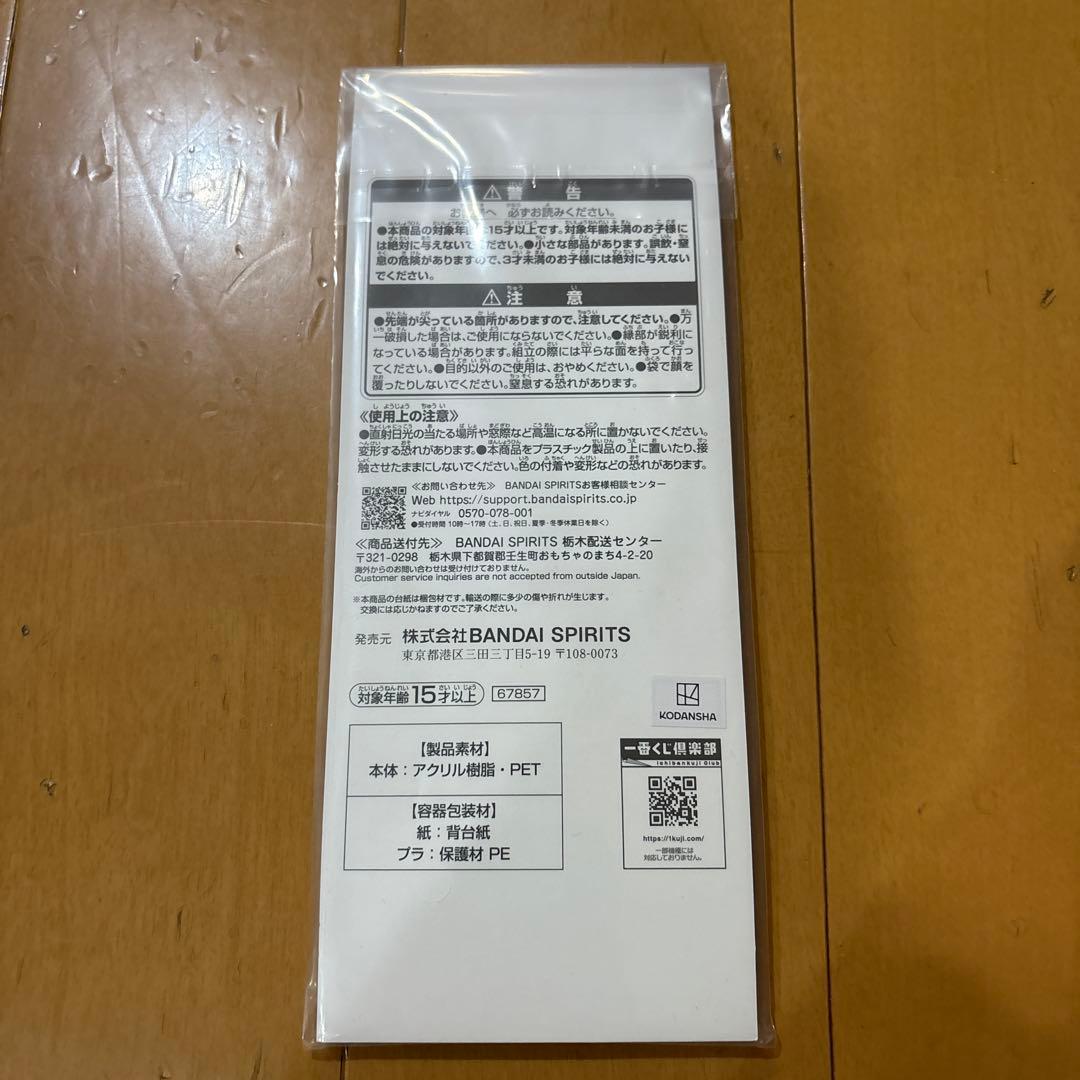 ⚠警 告
お へ 必ずお読みください。
●本商品の対象年 15才以上です。対象年齢未満のお子様に
は絶対に与えないでください。●小さな部品があります。誤飲・窒
息の危険がありますので、3才未満のお子様には絶対に与えない
でください。
⚠注 意
●先端が尖っている箇所がありますので、注意してください。●万
一破損した場合は、ご使用にならないでください。●縁部が鋭利に
なっている場合があります。組立の際には平らな面を持って行っ
てください。●目的以外のご使用は、おやめください。●袋で顔を
覆ったりしないでください。窒息する恐れがあります。
《使用上の注意》
●直射日光の当たる場所や窓際など高温になる所に置かないでください。
変形する恐れがあります。●本商品をプラスチック製品の上に置いたり、接
触させたままにしないでください。色の付着や変形などの恐れがあります。
≪お問い合わせ先≫ BANDAI SPIRITSお客様相談センター
Web https://support.bandaispirits.co.jp
ナビダイヤル 0570-078-001
●受付時間 10時〜17時(土、日、祝日、夏季・冬季休業日を除く)
≪商品送付先≫ BANDAI SPIRITS 栃木配送センター
〒321-0298 栃木県下都賀郡壬生町おもちゃのまち4-2-20
海外からのお問い合わせは受け付けておりません。
Customer service inquiries are not accepted from outside Japan.
※本商品の台紙は梱包材です。輸送の際に多少の傷や折れが生じます。
交換には応じかねますのでご了承ください。
発売元 株式会社BANDAI SPIRITS
東京都港区三田三丁目5-19 〒108-0073
対象年齢 15才以上 67857
KODANSHA
【製品素材】
本体:アクリル樹脂・PET
【容器包装材】
紙:背台紙
プラ:保護材 PE
一番くじ倶楽部
Ichibankuji Club
https://1kuji.com/
一部機種には
対応しておりません。